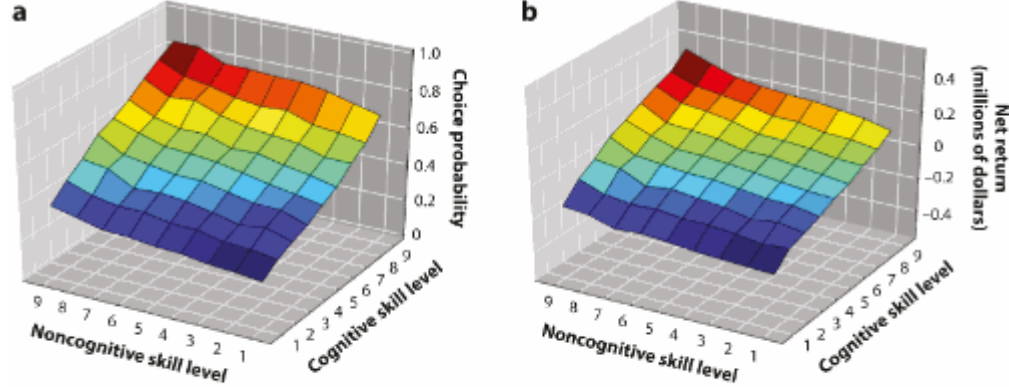 a
1.0
0.8
0.6
0.4
0.2
0
Choice probability
9 8 7 6 5 4 3 2 1
Noncognitive skill level
1 2 3 4 5 6 7 8 9
Cognitive skill level
b
0.4
0.2
0
–0.2
–0.4
Net return
(millions of dollars)
9 8 7 6 5 4 3 2 1
Noncognitive skill level
1 2 3 4 5 6 7 8 9
Cognitive skill level